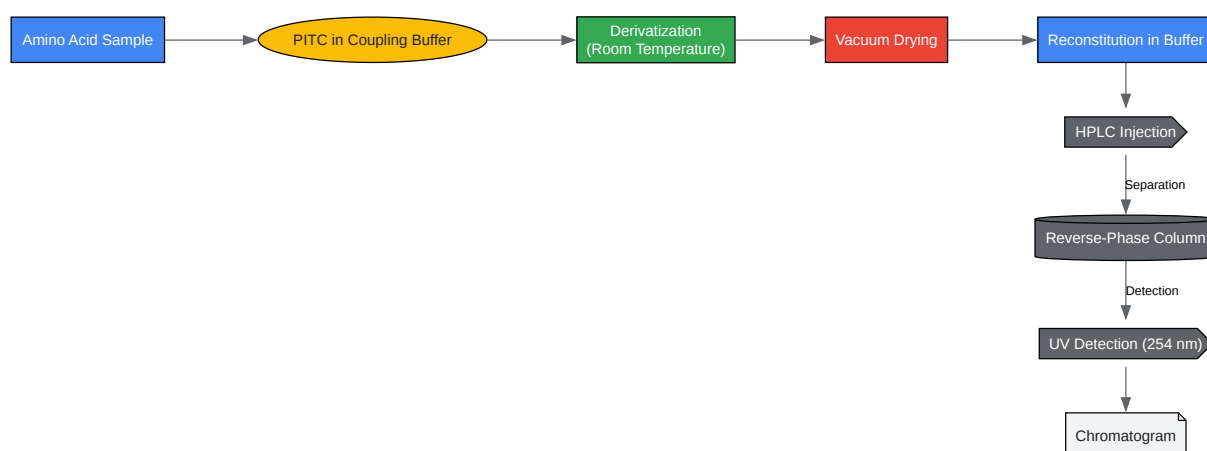 Amino Acid Sample
PITC in Coupling Buffer
Derivatization
(Room Temperature)
Vacuum Drying
Reconstitution in Buffer
HPLC Injection
Separation
Reverse-Phase Column
Detection
UV Detection (254 nm)
Chromatogram